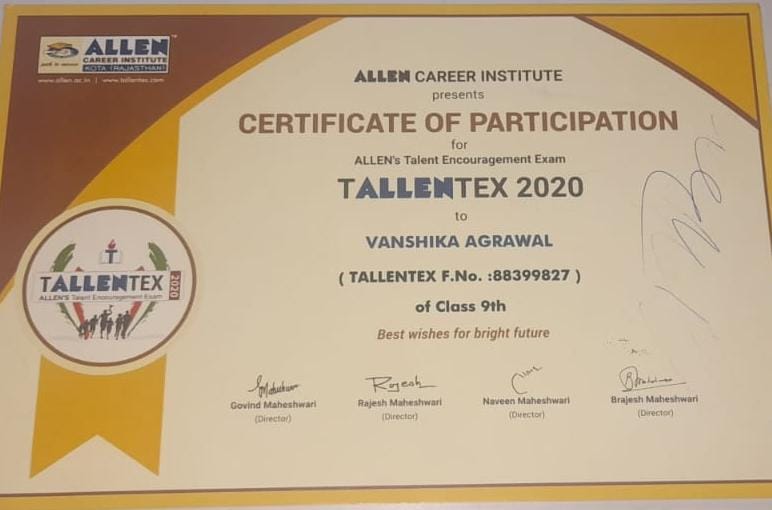 ALLEN
CAREER INSTITUTE
KOTA (RAJASTHAN)
www.allen.ac.in | www.tallentex.com
ALLEN CAREER INSTITUTE
presents
CERTIFICATE OF PARTICIPATION
for
ALLEN's Talent Encouragement Exam
TALLENTEX 2020
to
VANSHIKA AGRAWAL
( TALLENTEX F.No. :88399827 )
of Class 9th
Best wishes for bright future
T
TALLENTEX 2020
ALLEN'S Talent Encouragement Exam
Rajesh
Govind Maheshwari
(Director)
Rajesh Maheshwari
(Director)
Naveen Maheshwari
(Director)
Brajesh Maheshwari
(Director)